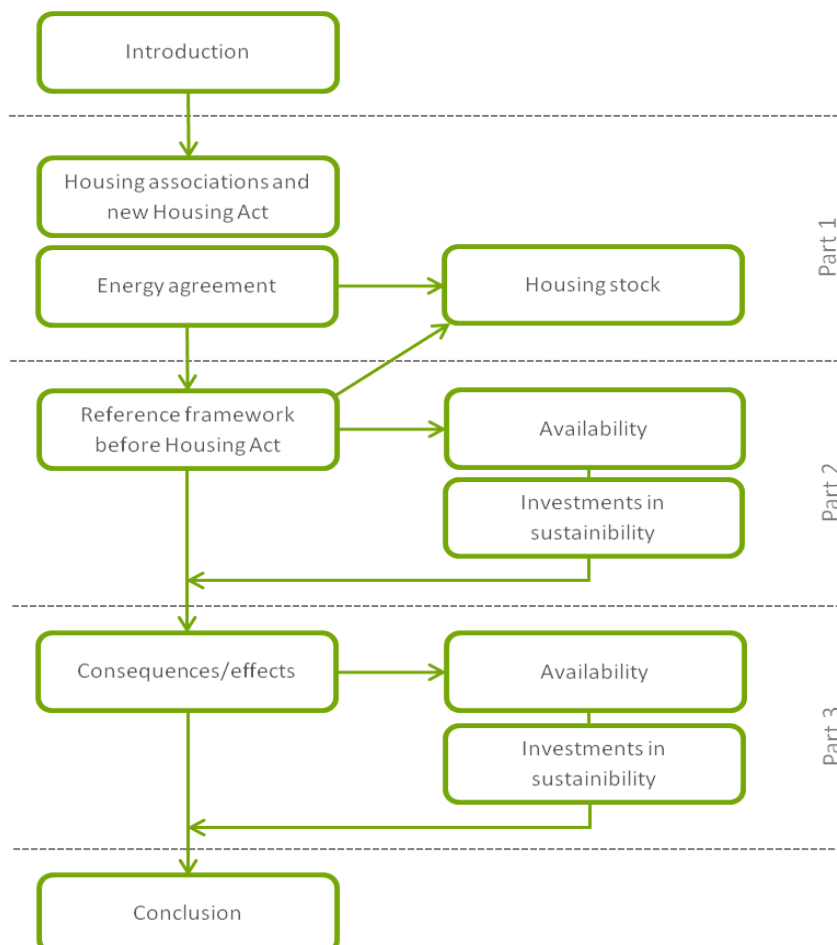 Introduction
Housing associations and
new Housing Act
Part 1
Energy agreement
Housing stock
Reference framework
before Housing Act
Availability
Part 2
Investments in
sustainibility
Consequences/effects
Availability
Part 3
Investments in
sustainibility
Conclusion